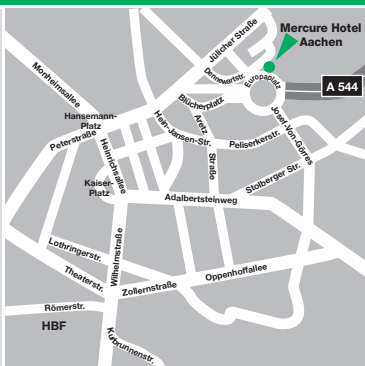 Mercure Hotel
Aachen
Jülicher Straße
Monheimsallee
Dennewartstr.
Europaplatz
A 544
Blücherplatz
Hansemann-
Platz
Peterstraße
Heinrichsallee
Hein-Jansen-Str.
Aretz
Straße
Peliserkerstr.
Josef-Von-Görres
Kaiser-
Platz
Stolberger Str.
Adalbertsteinweg
Lothringerstr.
Theaterstr.
Wilhelmstraße
Zollernstraße
Oppenhoffallee
Römerstr.
HBF
Kurbrunnenstr.